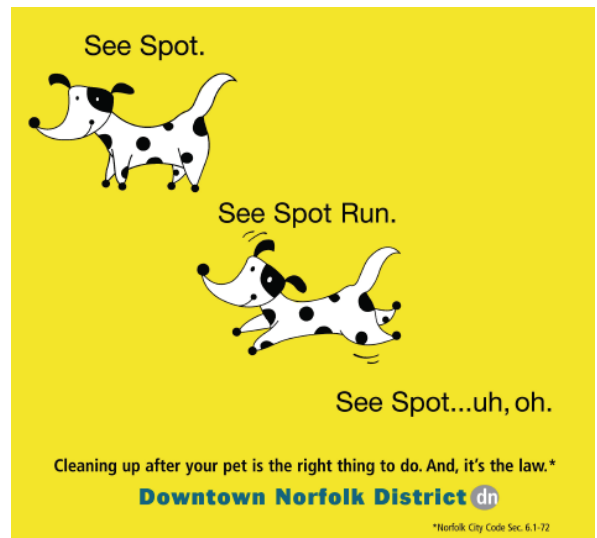 See Spot.
See Spot Run.
See Spot...uh, oh.
Cleaning up after your pet is the right thing to do. And, it's the law.*
Downtown Norfolk District dn
*Norfolk City Code Sec. 6.1-72